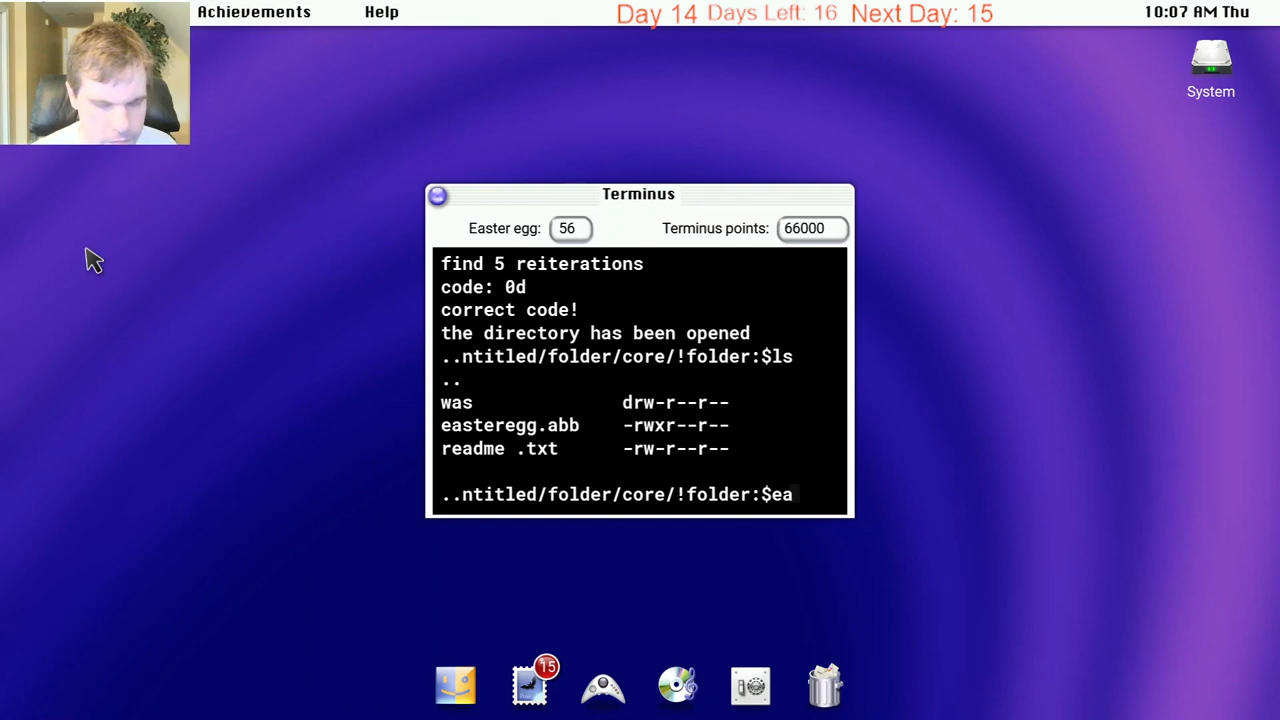 Achievements Help Day 14 Days Left: 16 Next Day: 15 10:07 AM Thu
System
Terminus
Easter egg: 56 Terminus points: 66000
find 5 reiterations
code: 0d
correct code!
the directory has been opened
..ntitled/folder/core/!folder:$ls
..
was drw-r--r--
easteregg.abb -rwxr--r--
readme .txt -rw-r--r--
..ntitled/folder/core/!folder:$ea
15